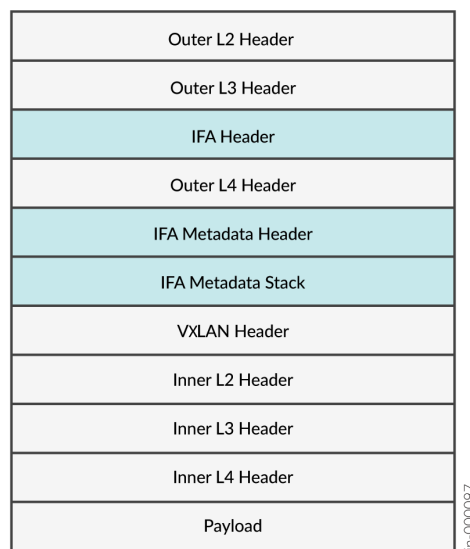 Outer L2 Header
Outer L3 Header
IFA Header
Outer L4 Header
IFA Metadata Header
IFA Metadata Stack
VXLAN Header
Inner L2 Header
Inner L3 Header
Inner L4 Header
Payload